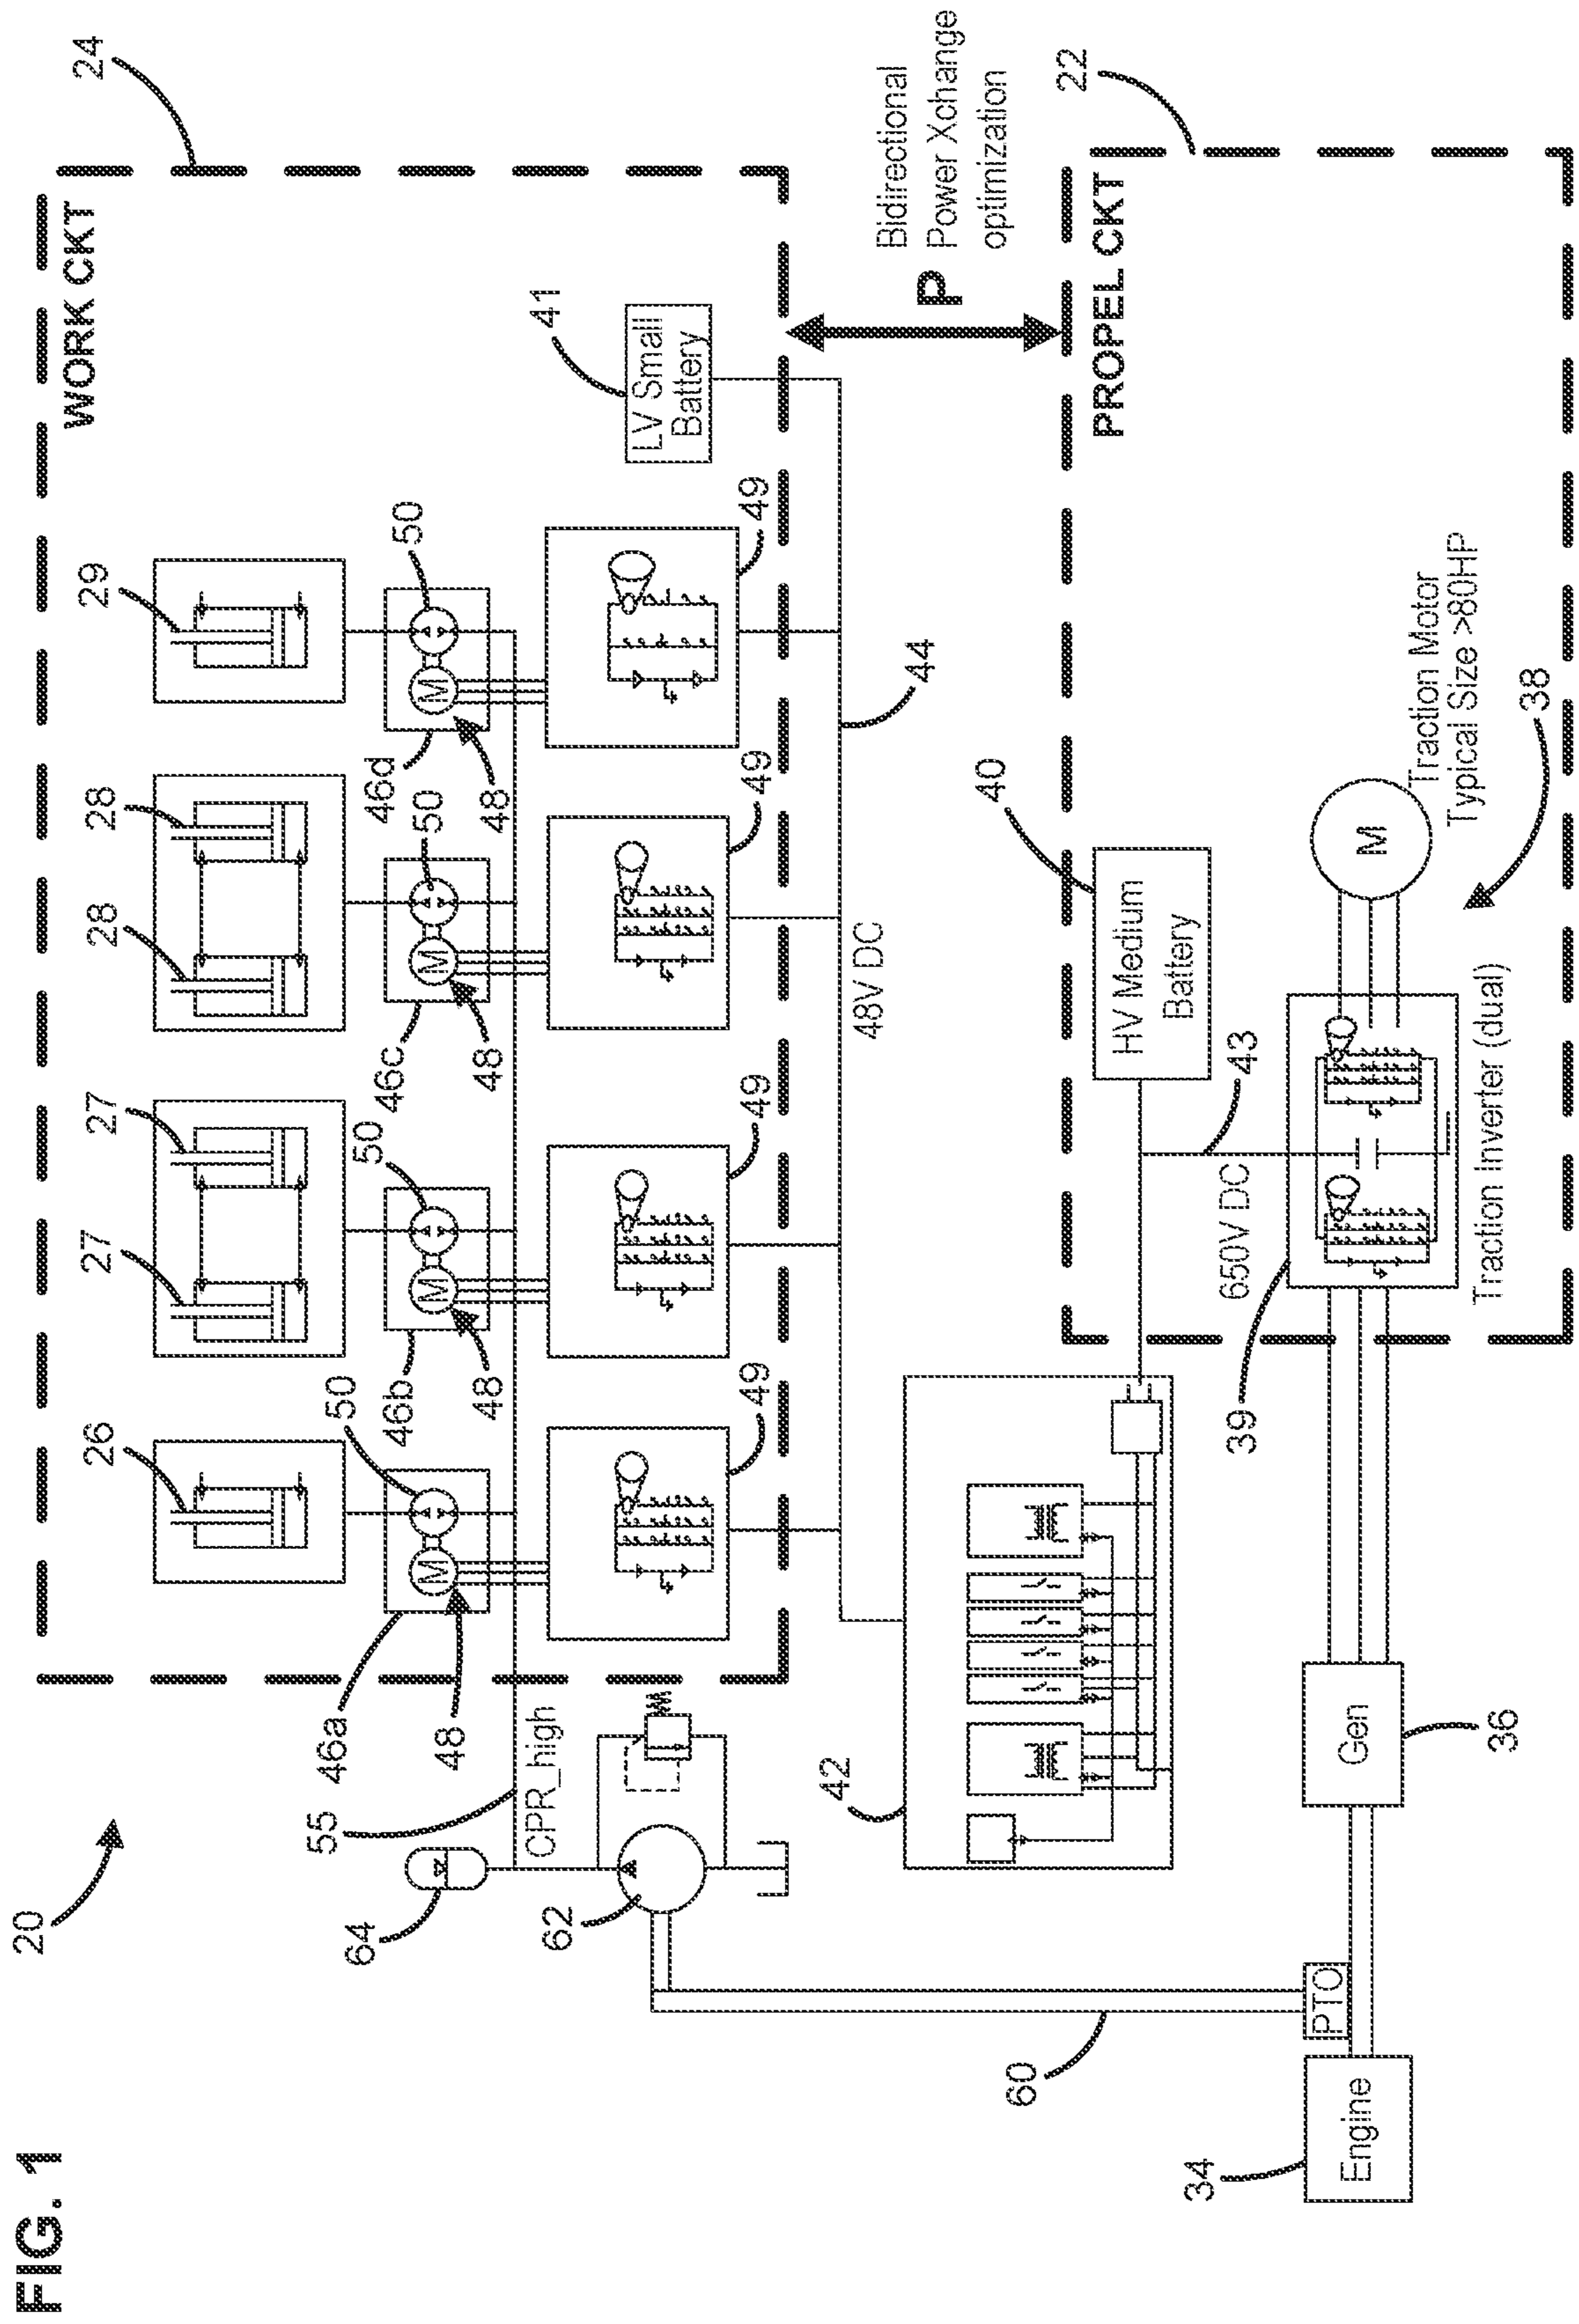 FIG. 1
20
24
WORK CKT
26
27
27
28
28
29
46a
50
M
48
46b
50
M
48
46c
50
M
48
46d
50
M
48
64
55
CPR_high
62
49
49
49
49
LV Small
Battery
41
48V DC
44
42
P
Bidirectional
Power Xchange
optimization
22
PROPEL CKT
HV Medium
Battery
40
43
650V DC
39
Traction Inverter (dual)
M
Traction Motor
Typical Size >80HP
38
60
PTO
Engine
34
Gen
36